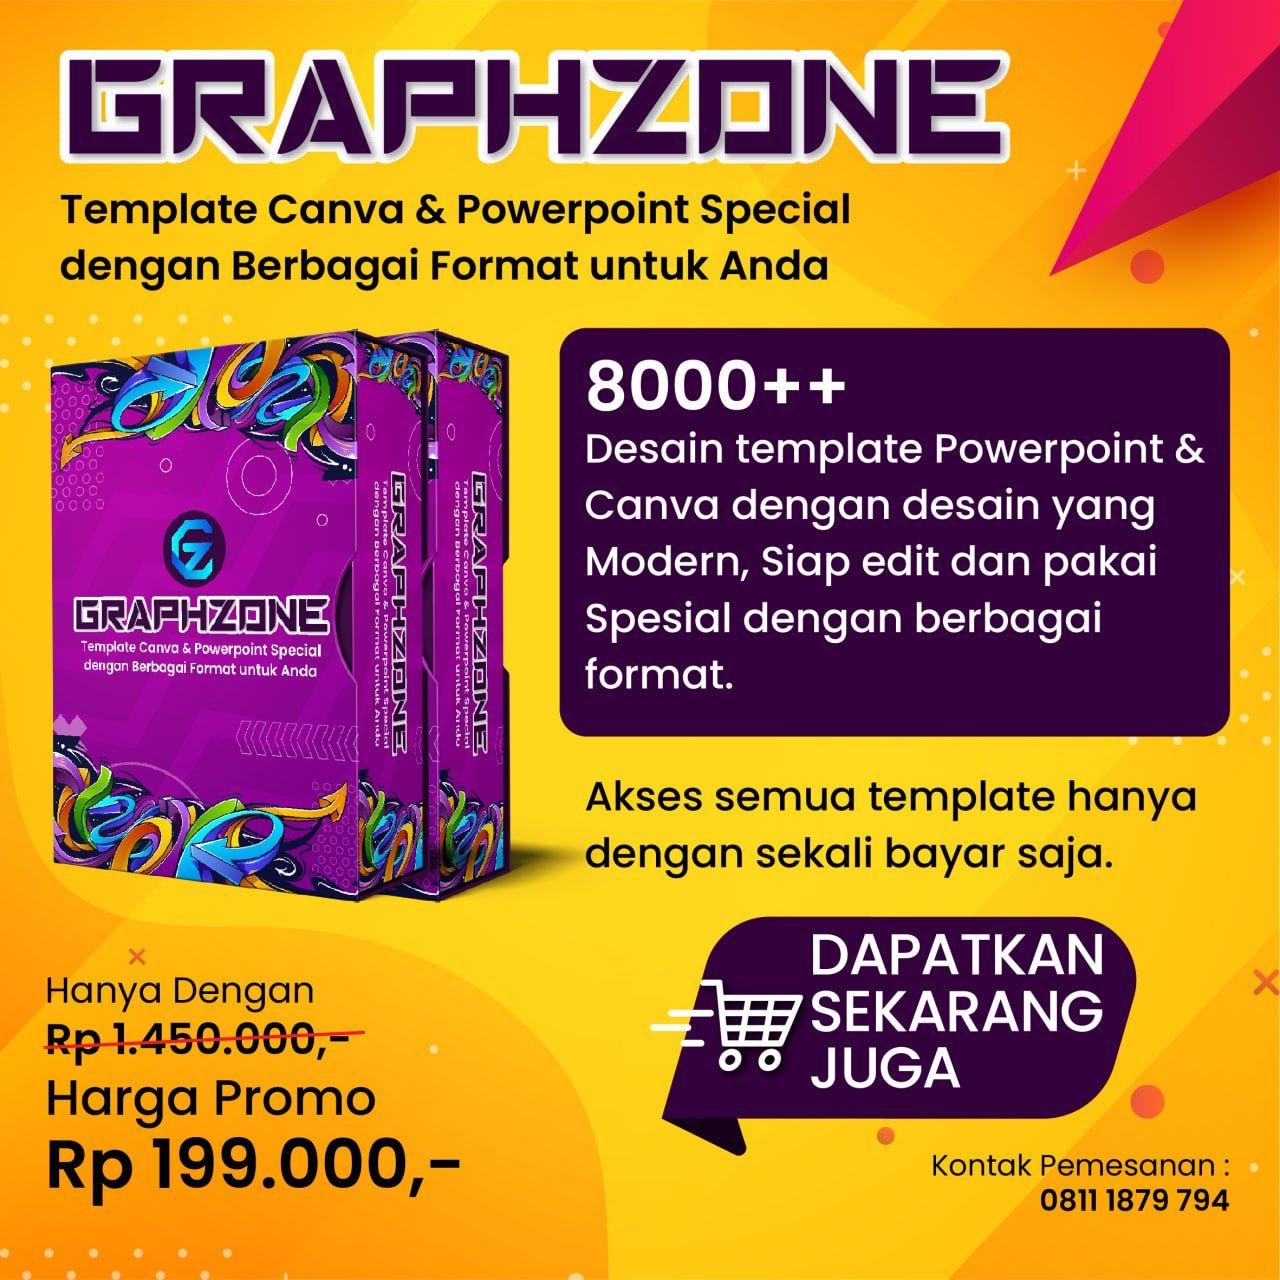 GRAPHZONE
Template Canva & Powerpoint Special
dengan Berbagai Format untuk Anda
GZ
GRAPHZONE
Template Canva & Powerpoint Special
dengan Berbagai Format untuk Anda
GRAPHZONE
Template Canva & Powerpoint Special
dengan Berbagai Format untuk Anda
GRAPHZONE
Template Canva & Powerpoint Special
dengan Berbagai Format untuk Anda
8000++
Desain template Powerpoint &
Canva dengan desain yang
Modern, Siap edit dan pakai
Spesial dengan berbagai
format.
Akses semua template hanya
dengan sekali bayar saja.
DAPATKAN
SEKARANG
JUGA
Hanya Dengan
Rp 1.450.000,-
Harga Promo
Rp 199.000,-
Kontak Pemesanan :
0811 1879 794